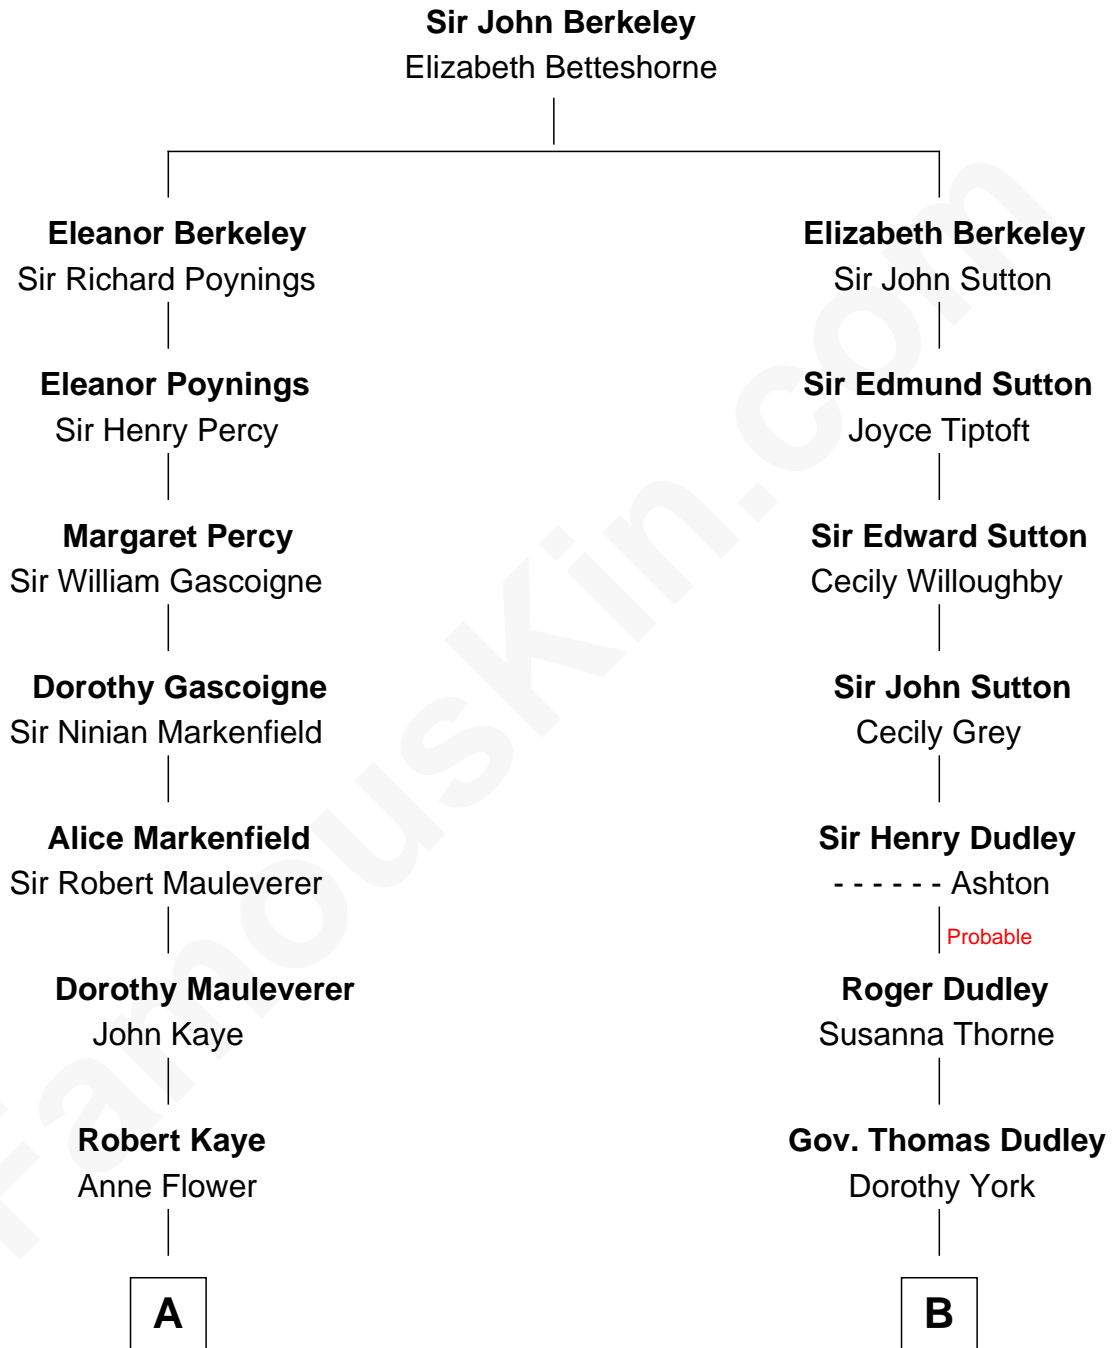 Sir John Berkeley
Elizabeth Betteshorne
Eleanor Berkeley
Sir Richard Poynings
Elizabeth Berkeley
Sir John Sutton
Eleanor Poynings
Sir Henry Percy
Sir Edmund Sutton
Joyce Tiptoft
Margaret Percy
Sir William Gascoigne
Sir Edward Sutton
Cecily Willoughby
Dorothy Gascoigne
Sir Ninian Markenfield
Sir John Sutton
Cecily Grey
Alice Markenfield
Sir Robert Mauleverer
Sir Henry Dudley
- - - - - - Ashton
Probable
Dorothy Mauleverer
John Kaye
Roger Dudley
Susanna Thorne
Robert Kaye
Anne Flower
Gov. Thomas Dudley
Dorothy York
A
B
FamousKin.com